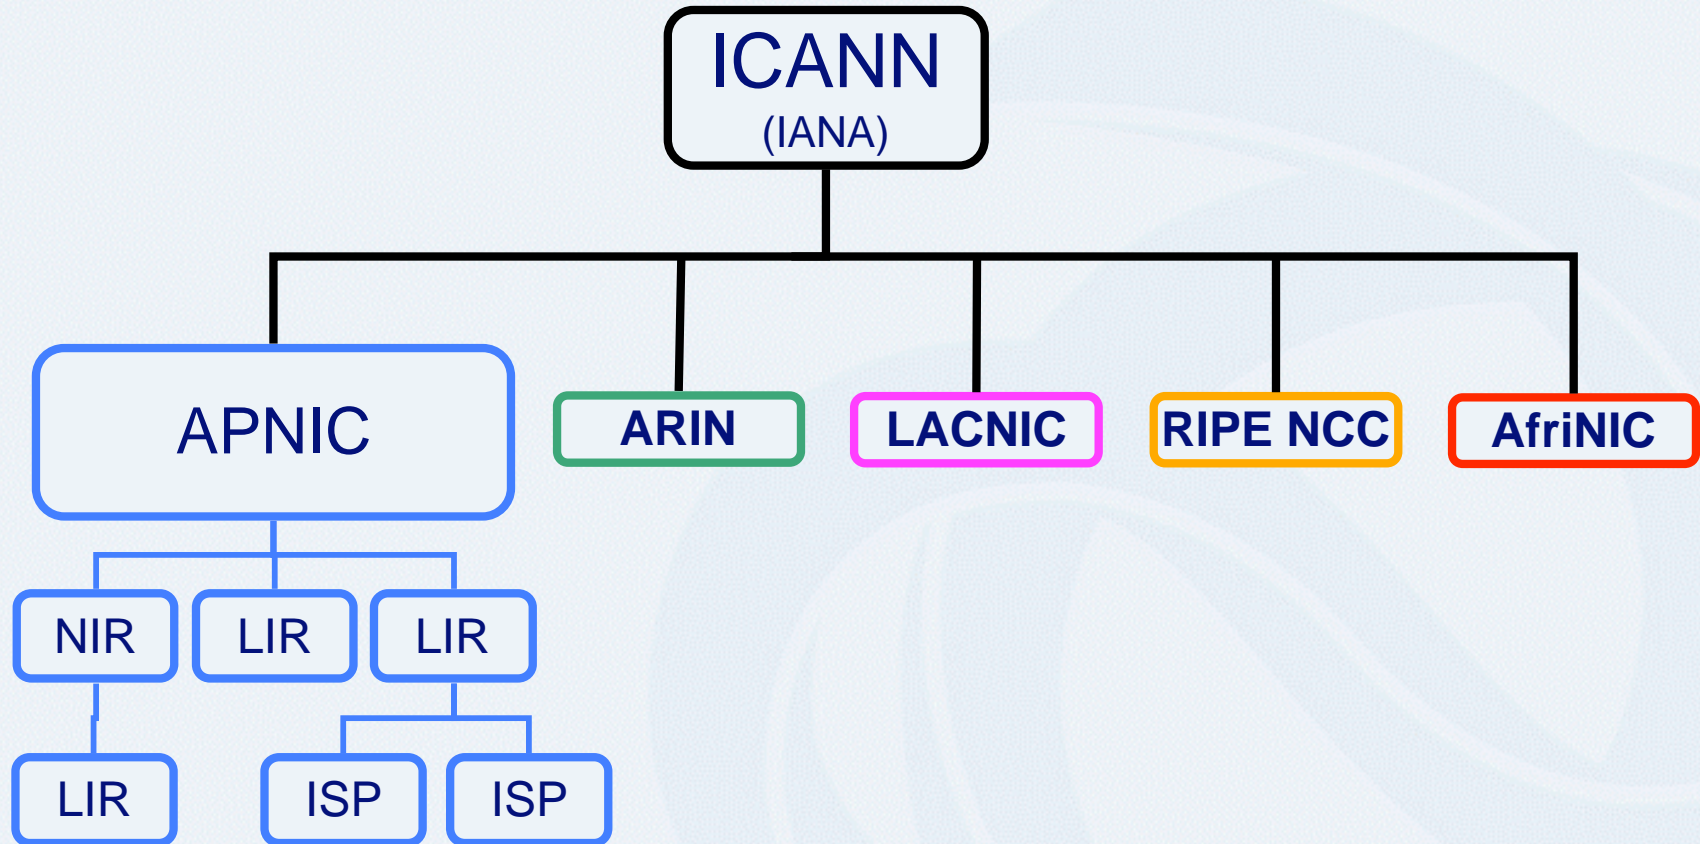 ICANN
(IANA)
APNIC
ARIN
LACNIC
RIPE NCC
AfriNIC
NIR
LIR
LIR
LIR
ISP
ISP